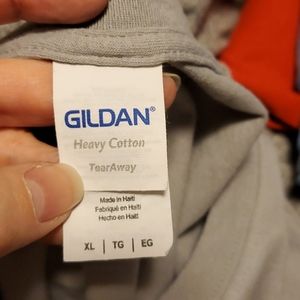 GILDAN®
Heavy Cotton
TearAway
Made in Haiti
Fabriqué en Haïti
Hecho en Haití
XL | TG | EG